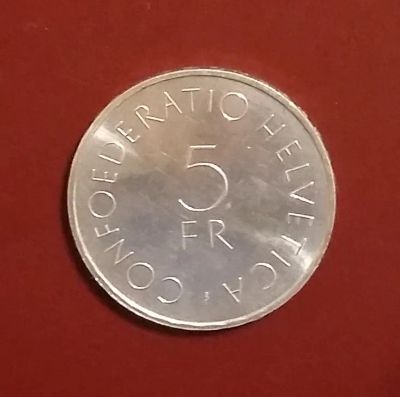 CONFOEDERATIO HELVETICA ·
5
FR
B